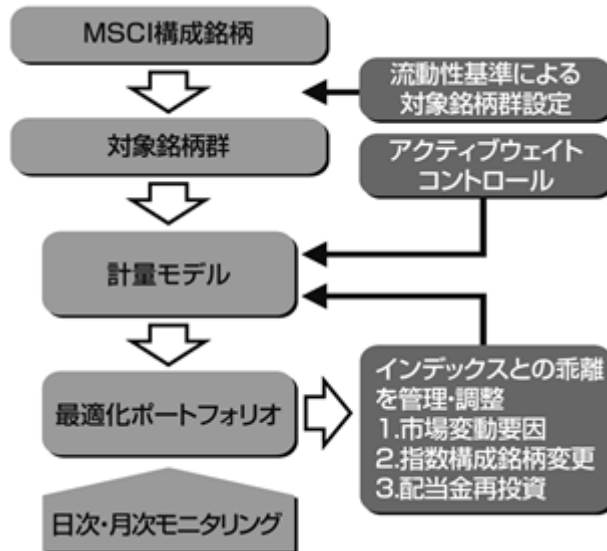 MSCI構成銘柄
流動性基準による
対象銘柄群設定
対象銘柄群
アクティブウェイト
コントロール
計量モデル
最適化ポートフォリオ
インデックスとの乖離
を管理・調整
1.市場変動要因
2.指数構成銘柄変更
3.配当金再投資
日次・月次モニタリング